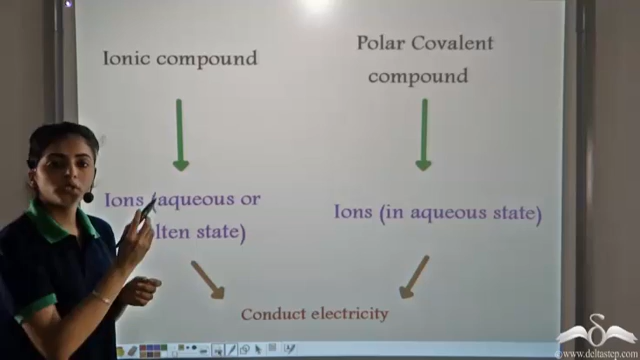 Ionic compound
Polar Covalent
compound
Ions (aqueous or
lten state)
Ions (in aqueous state)
Conduct electricity
©www.deltastep.com